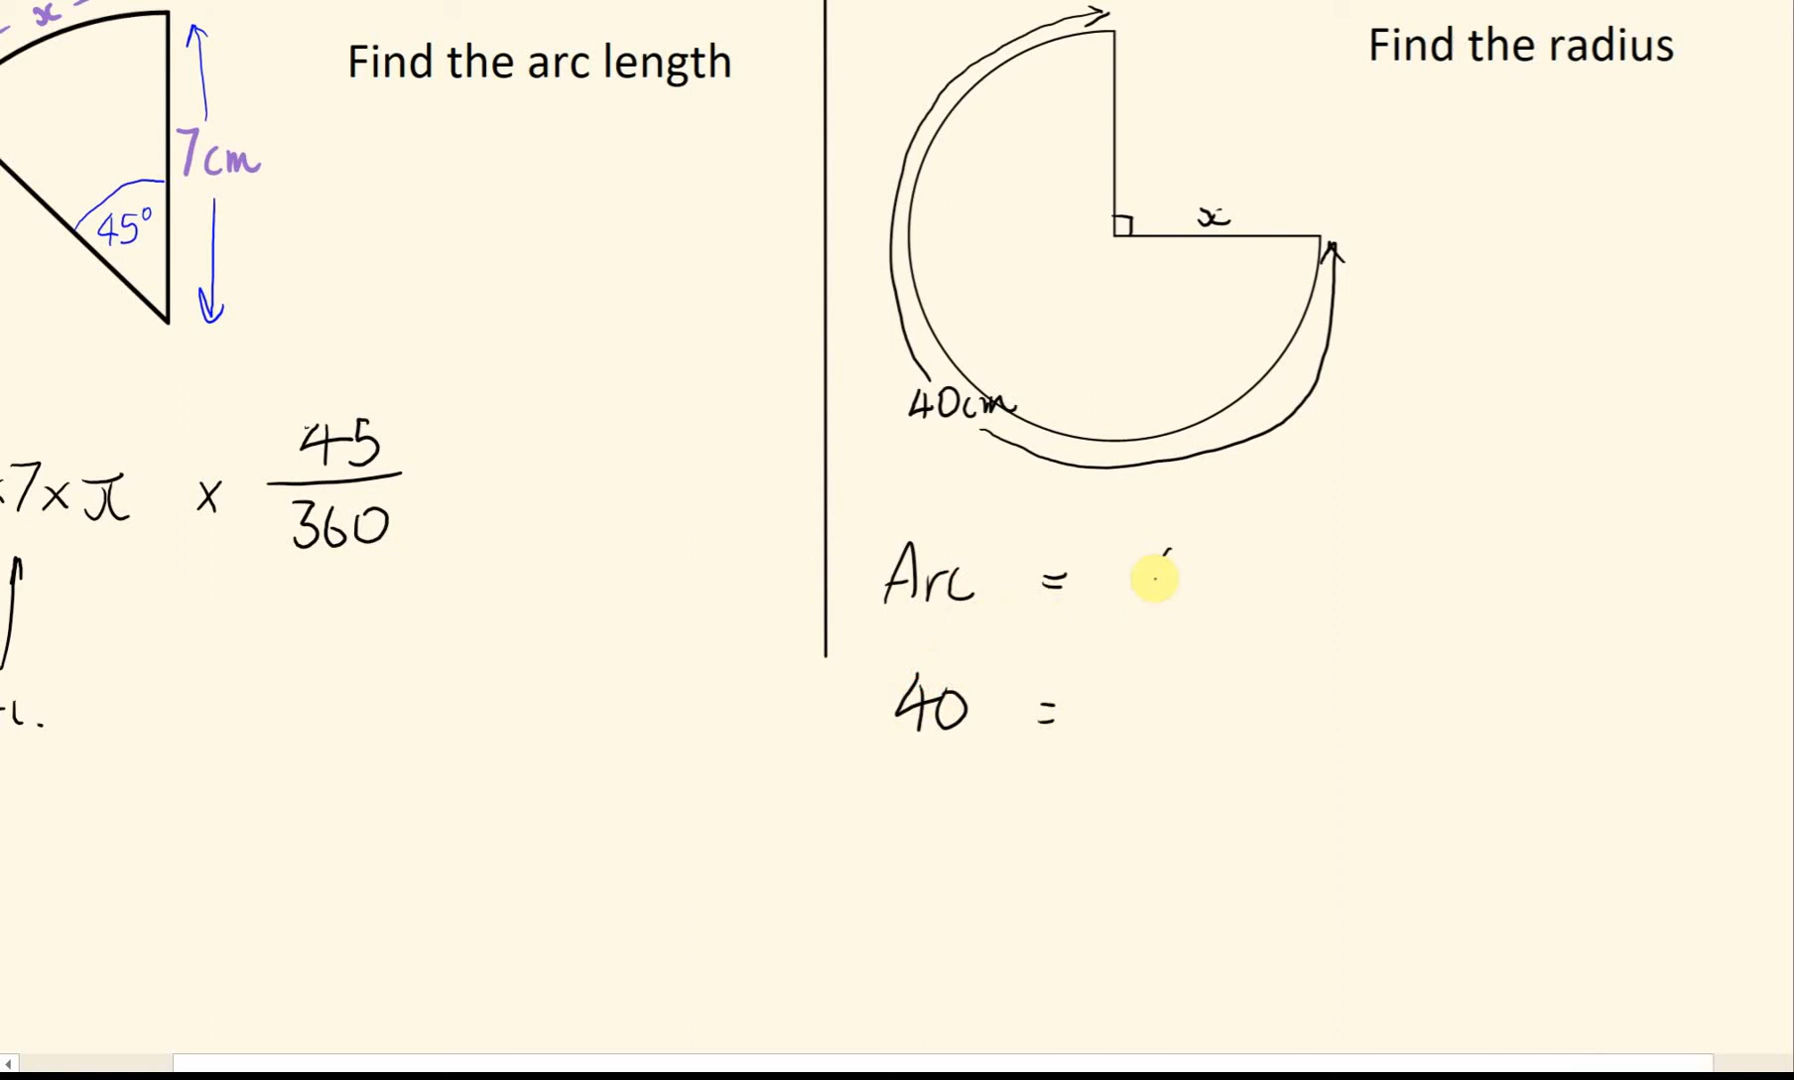 x
Find the arc length
7cm
45°
×7×π × 45/360
Find the radius
x
40cm
Arc =
40 =